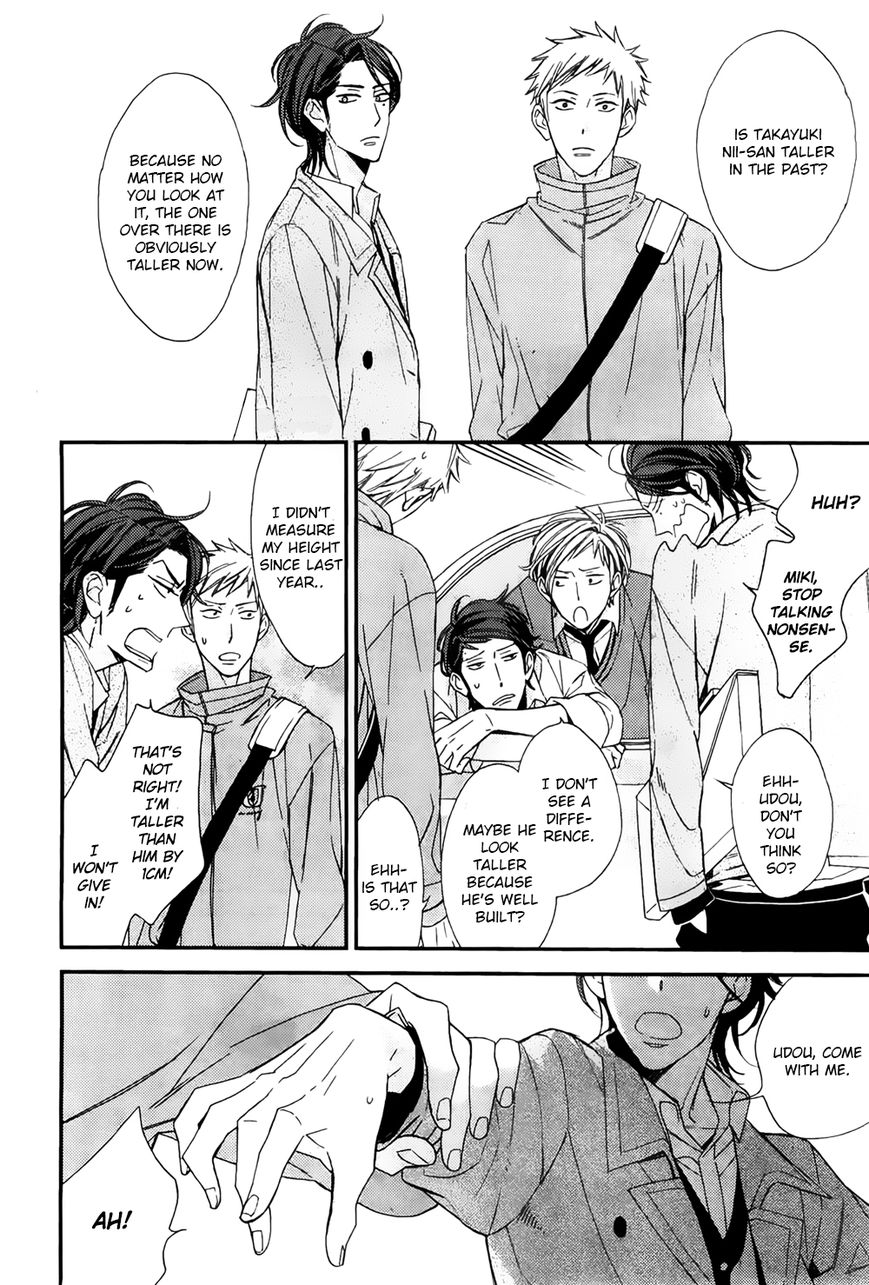 IS TAKAYUKI
NII-SAN TALLER
IN THE PAST?
BECAUSE NO
MATTER HOW
YOU LOOK AT
IT, THE ONE
OVER THERE IS
OBVIOUSLY
TALLER NOW.
HUH?
MIKI,
STOP
TALKING
NONSEN-
SE.
EHH-
UDOU,
DON'T
YOU
THINK
SO?
I DON'T
SEE A
DIFFE-
RENCE.
MAYBE HE
LOOK
TALLER
BECAUSE
HE'S WELL
BUILT?
EHH-
IS THAT
SO..?
I DIDN'T
MEASURE
MY HEIGHT
SINCE LAST
YEAR..
THAT'S
NOT
RIGHT!
I'M
TALLER
THAN
HIM BY
1CM!
I
WON'T
GIVE
IN!
UDOU, COME
WITH ME.
AH!